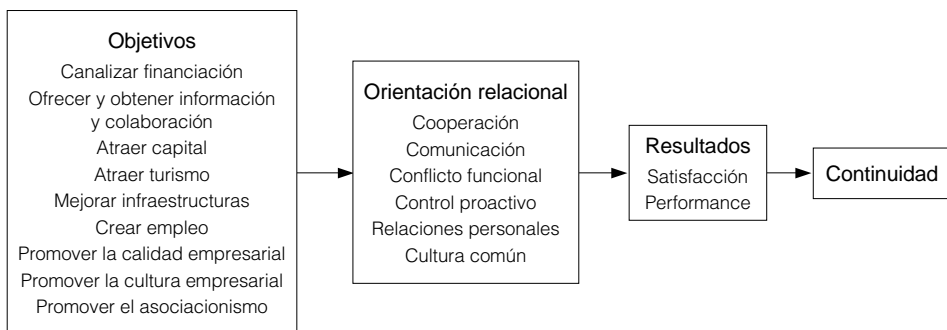 Objetivos
Canalizar financiación
Ofrecer y obtener información
y colaboración
Atraer capital
Atraer turismo
Mejorar infraestructuras
Crear empleo
Promover la calidad empresarial
Promover la cultura empresarial
Promover el asociacionismo
Orientación relacional
Cooperación
Comunicación
Conflicto funcional
Control proactivo
Relaciones personales
Cultura común
Resultados
Satisfacción
Performance
Continuidad